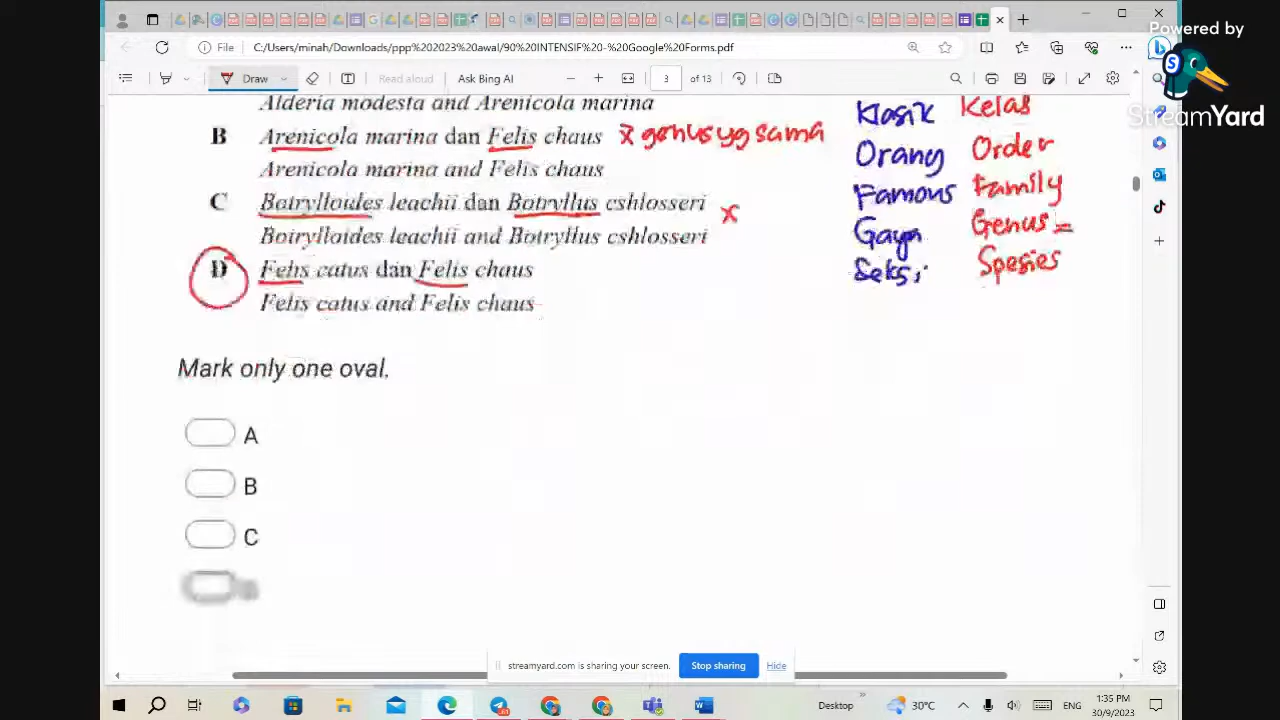 Powered by
StreamYard
File
C:/Users/minah/Downloads/ppp%202023%20awal/90%20INTENSIF%20-%20Google%20Forms.pdf
Draw
Read aloud
Ask Bing AI
3
of 13
Alderia modesta and Arenicola marina
B Arenicola marina dan Felis chaus x genus yg sama
Arenicola marina and Felis chaus
C Botrylloides leachii dan Botryllus cshlosseri x
Botrylloides leachii and Botryllus cshlosseri
D Felis catus dan Felis chaus
Felis catus and Felis chaus
Klasik Kelas
Orang Order
Famous Family
Gaya Genus =
Seksi Spesies
Mark only one oval.
A
B
C
streamyard.com is sharing your screen.
Stop sharing
Hide
Desktop
30°C
ENG
1:35 PM
30/9/2023